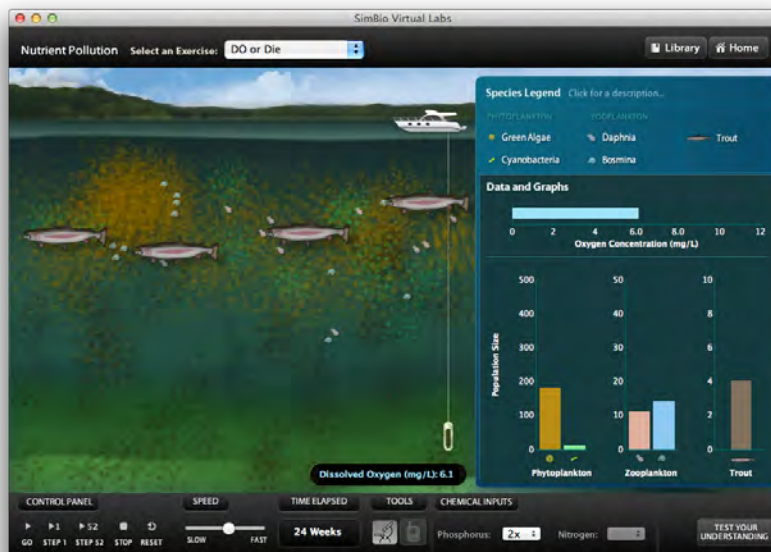 SimBio Virtual Labs
Nutrient Pollution Select an Exercise: DO or Die Library Home
Species Legend Click for a description...
PHYTOPLANKTON ZOOPLANKTON
Green Algae Daphnia Trout
Cyanobacteria Bosmina
Data and Graphs
0 2 4 6.0 8.0 10 12
Oxygen Concentration (mg/L)
500 50 10
400 40 8
300 30 6
200 20 4
100 10 2
0 0 0
Population Size
Phytoplankton Zooplankton Trout
Dissolved Oxygen (mg/L): 6.1
CONTROL PANEL SPEED TIME ELAPSED TOOLS CHEMICAL INPUTS
1 52
GO STEP 1 STEP 52 STOP RESET SLOW FAST 24 Weeks Phosphorus: 2x Nitrogen: TEST YOUR
UNDERSTANDING